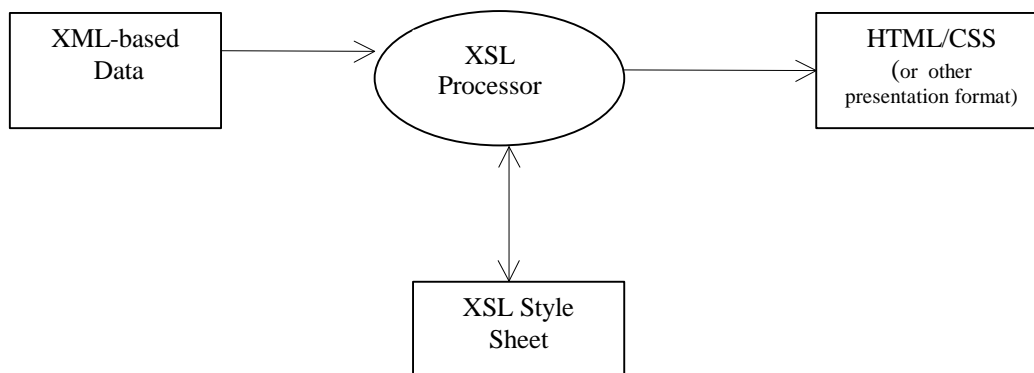 XML-based
Data
XSL
Processor
HTML/CSS
(or other
presentation format)
XSL Style
Sheet